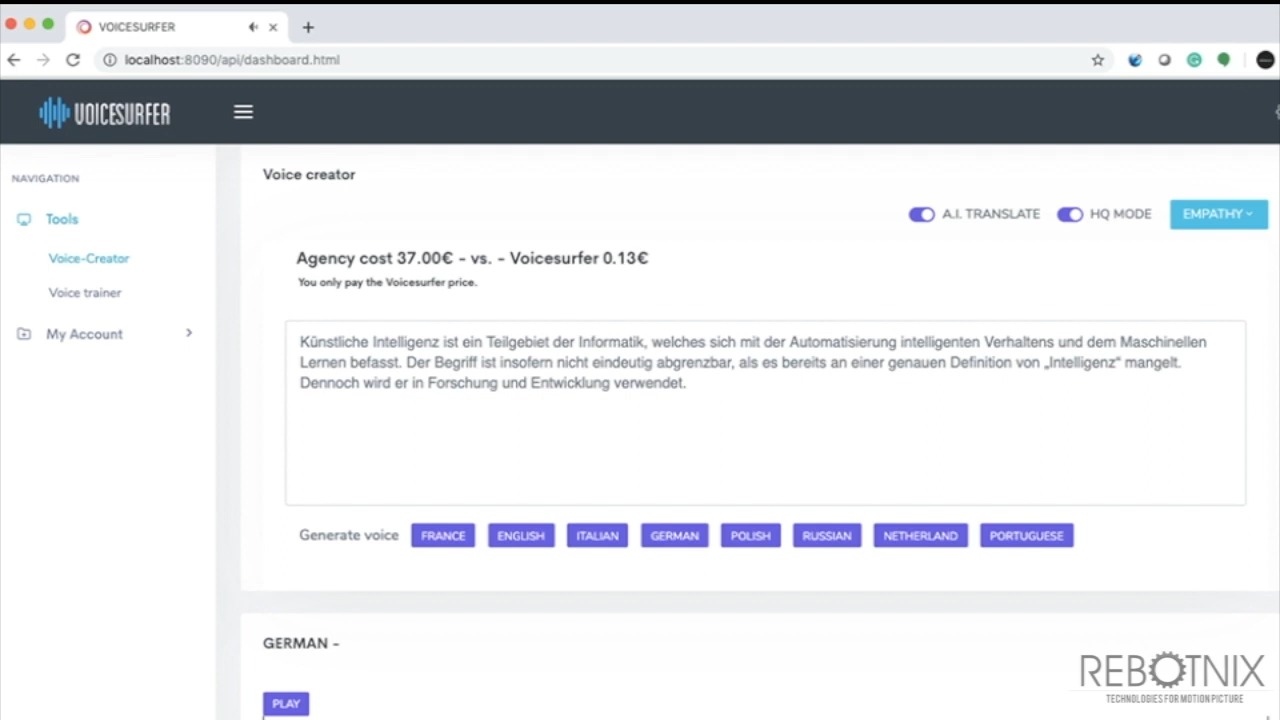 VOICESURFER
localhost:8090/api/dashboard.html
VOICESURFER
NAVIGATION
Tools
Voice-Creator
Voice trainer
My Account
Voice creator
A.I. TRANSLATE
HQ MODE
EMPATHY
Agency cost 37.00€ - vs. - Voicesurfer 0.13€
You only pay the Voicesurfer price.
Künstliche Intelligenz ist ein Teilgebiet der Informatik, welches sich mit der Automatisierung intelligenten Verhaltens und dem Maschinellen
Lernen befasst. Der Begriff ist insofern nicht eindeutig abgrenzbar, als es bereits an einer genauen Definition von „Intelligenz“ mangelt.
Dennoch wird er in Forschung und Entwicklung verwendet.
Generate voice FRANCE ENGLISH ITALIAN GERMAN POLISH RUSSIAN NETHERLAND PORTUGUESE
GERMAN -
PLAY
REBOTNIX
TECHNOLOGIES FOR MOTION PICTURE